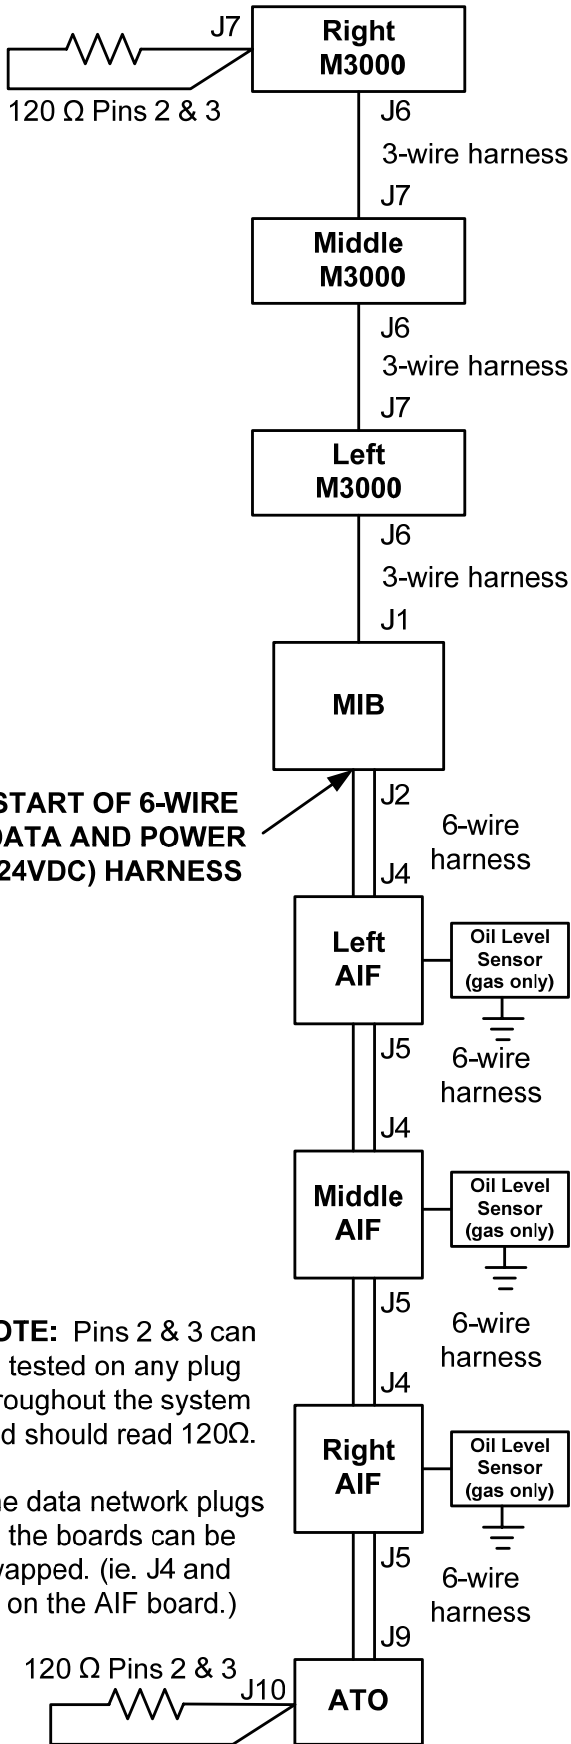 J7
Right
M3000
120 Ω Pins 2 & 3
J6
3-wire harness
J7
Middle
M3000
J6
3-wire harness
J7
Left
M3000
J6
3-wire harness
J1
MIB
START OF 6-WIRE
DATA AND POWER
24VDC) HARNESS
J2
6-wire
harness
J4
Left
AIF
Oil Level
Sensor
(gas only)
J5
6-wire
harness
J4
Middle
AIF
Oil Level
Sensor
(gas only)
J5
6-wire
harness
J4
OTE: Pins 2 & 3 can
tested on any plug
roughout the system
d should read 120Ω.
Right
AIF
Oil Level
Sensor
(gas only)
e data network plugs
the boards can be
apped. (ie. J4 and
on the AIF board.)
J5
6-wire
harness
J9
120 Ω Pins 2 & 3
J10
ATO